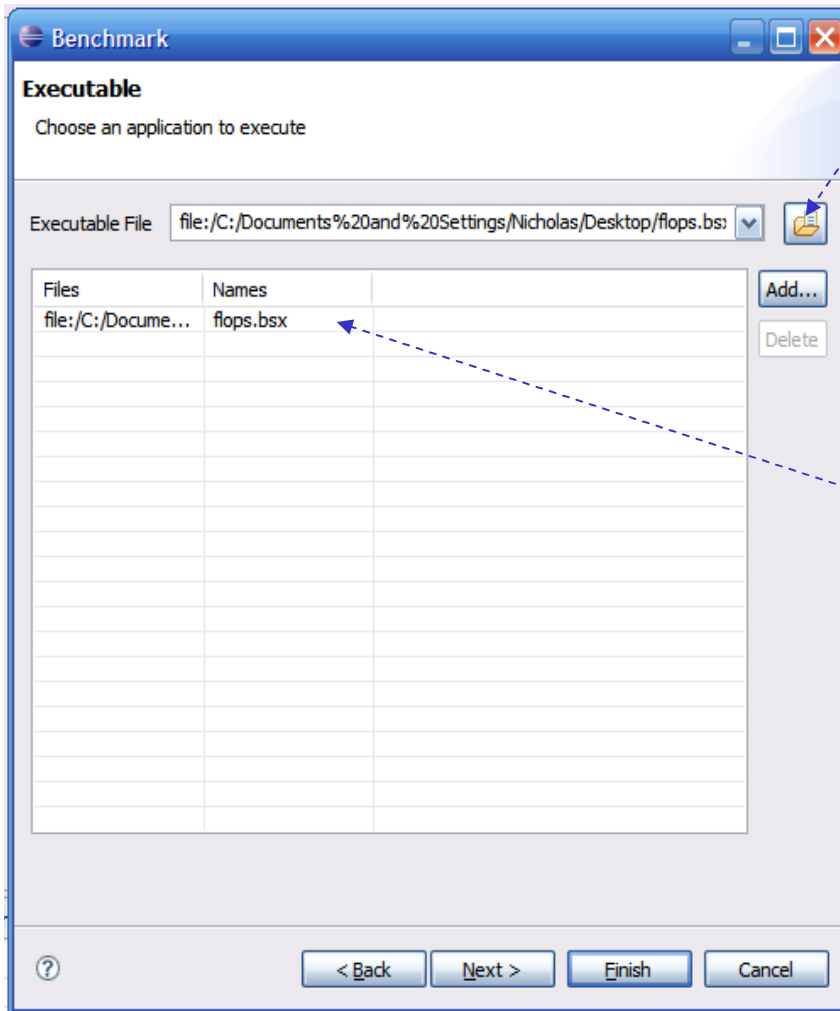 Benchmark
Executable
Choose an application to execute
Executable File file:/C:/Documents%20and%20Settings/Nicholas/Desktop/flops.bs
Files Names
Add...
file:/C:/Docume... flops.bsx
Delete
?
< Back Next > Finish Cancel